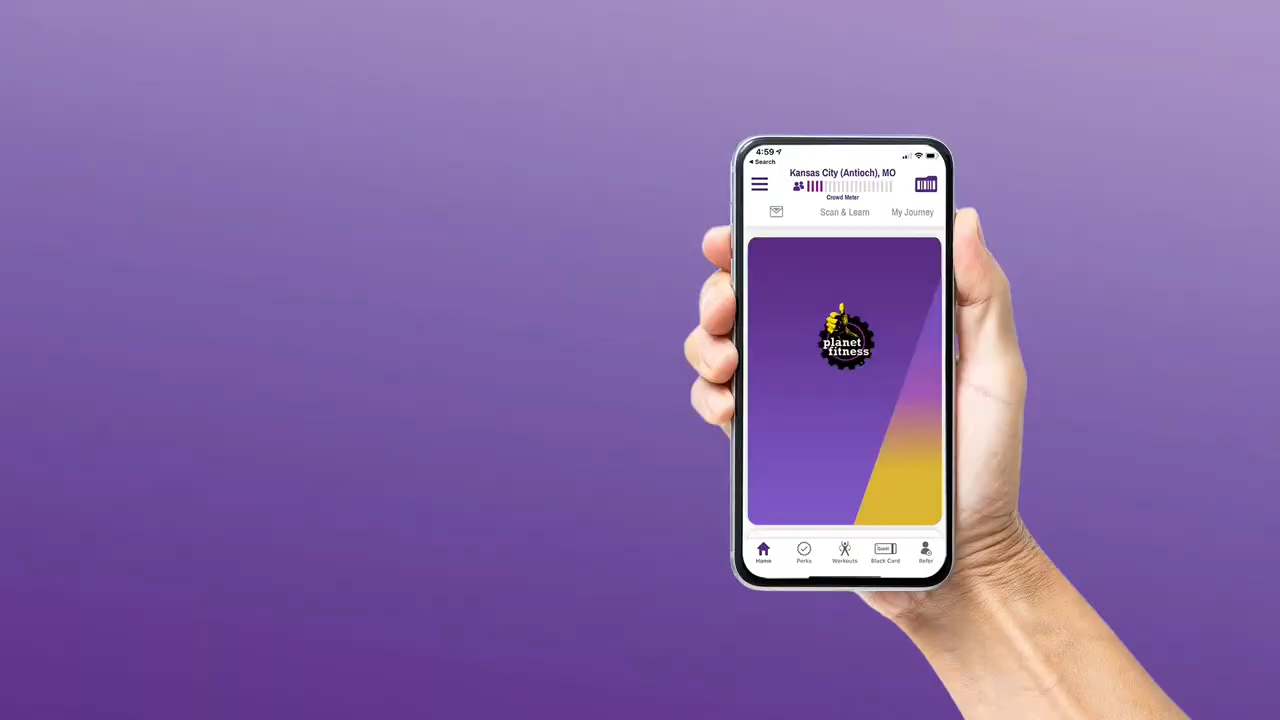 4:59
Search
Kansas City (Antioch), MO
Crowd Meter
Scan & Learn
My Journey
planet
fitness
Home
Perks
Workouts
Guest
Black Card
Refer